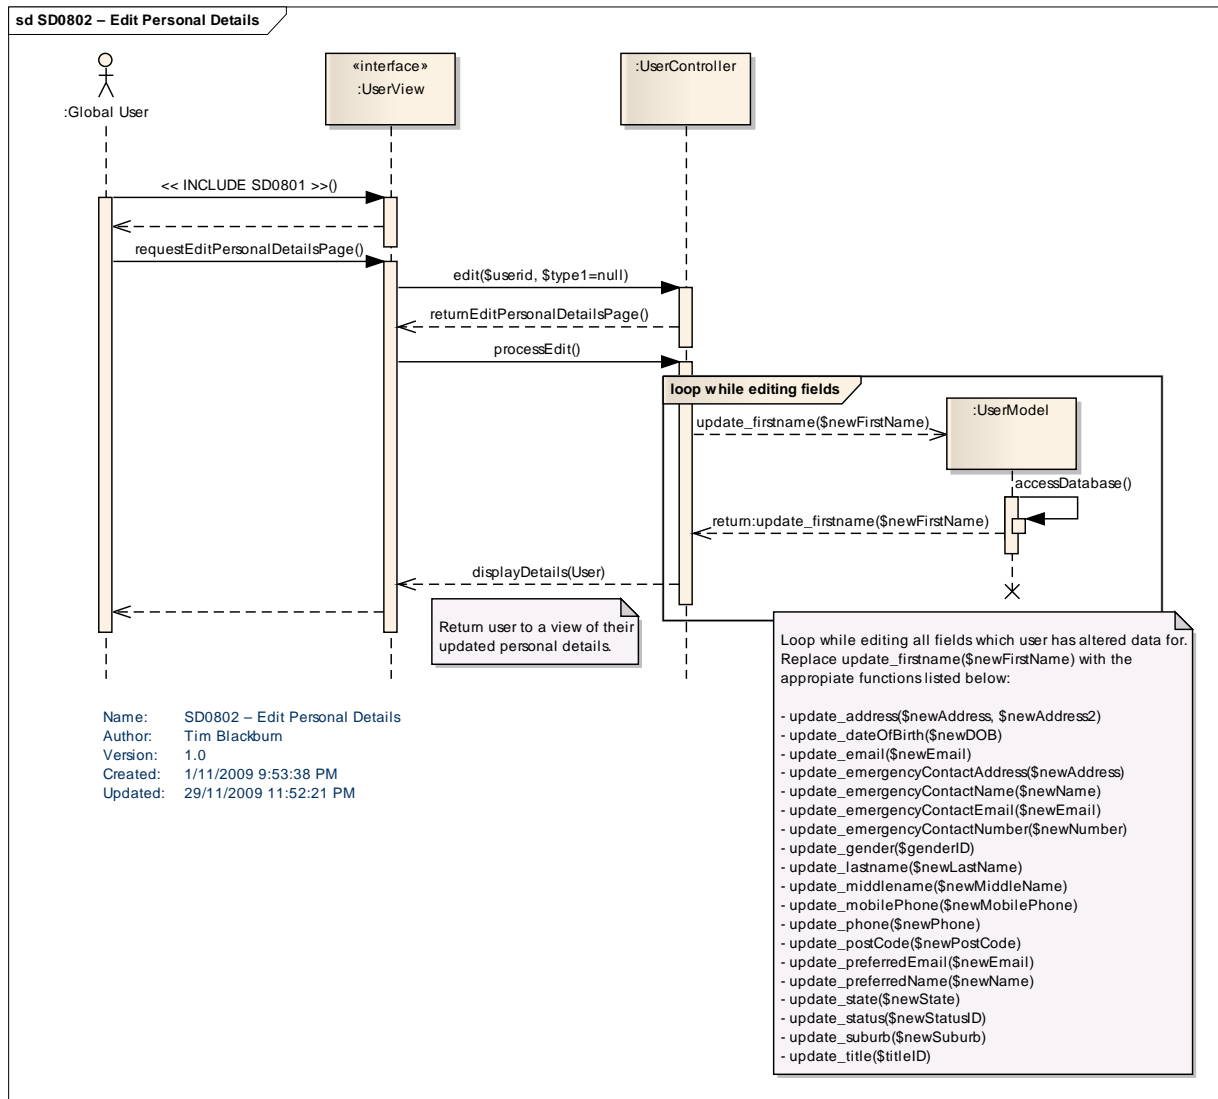 sd SD0802 – Edit Personal Details
«interface»
:UserView
:UserController
:Global User
<< INCLUDE SD0801 >>()
requestEditPersonalDetailsPage()
edit($userid, $type1=null)
returnEditPersonalDetailsPage()
processEdit()
loop while editing fields
:UserModel
update_firstname($newFirstName)
accessDatabase()
return:update_firstname($newFirstName)
displayDetails(User)
Return user to a view of their
updated personal details.
Loop while editing all fields which user has altered data for.
Replace update_firstname($newFirstName) with the
appropiate functions listed below:
- update_address($newAddress, $newAddress2)
- update_dateOfBirth($newDOB)
- update_email($newEmail)
- update_emergencyContactAddress($newAddress)
- update_emergencyContactName($newName)
- update_emergencyContactEmail($newEmail)
- update_emergencyContactNumber($newNumber)
- update_gender($genderID)
- update_lastname($newLastName)
- update_middlename($newMiddleName)
- update_mobilePhone($newMobilePhone)
- update_phone($newPhone)
- update_postCode($newPostCode)
- update_preferredEmail($newEmail)
- update_preferredName($newName)
- update_state($newState)
- update_status($newStatusID)
- update_suburb($newSuburb)
- update_title($titleID)
Name: SD0802 – Edit Personal Details
Author: Tim Blackburn
Version: 1.0
Created: 1/11/2009 9:53:38 PM
Updated: 29/11/2009 11:52:21 PM